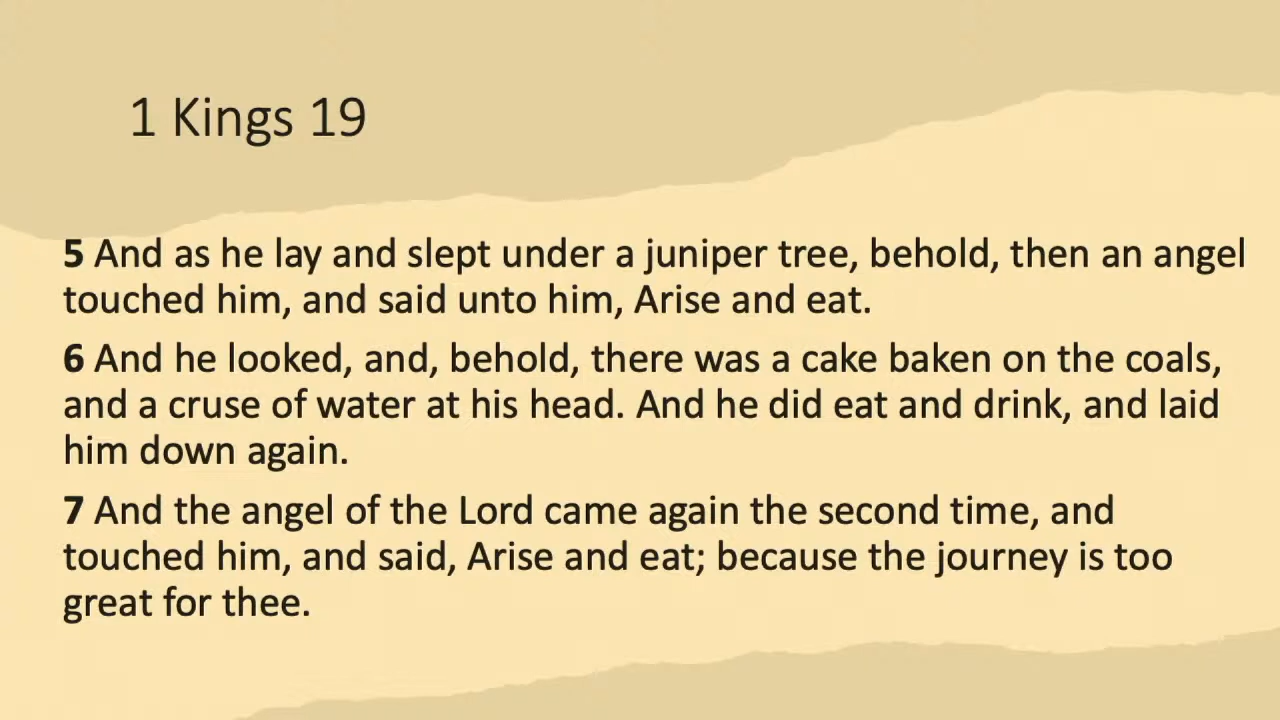 1 Kings 19
5 And as he lay and slept under a juniper tree, behold, then an angel
touched him, and said unto him, Arise and eat.
6 And he looked, and, behold, there was a cake baken on the coals,
and a cruse of water at his head. And he did eat and drink, and laid
him down again.
7 And the angel of the Lord came again the second time, and
touched him, and said, Arise and eat; because the journey is too
great for thee.